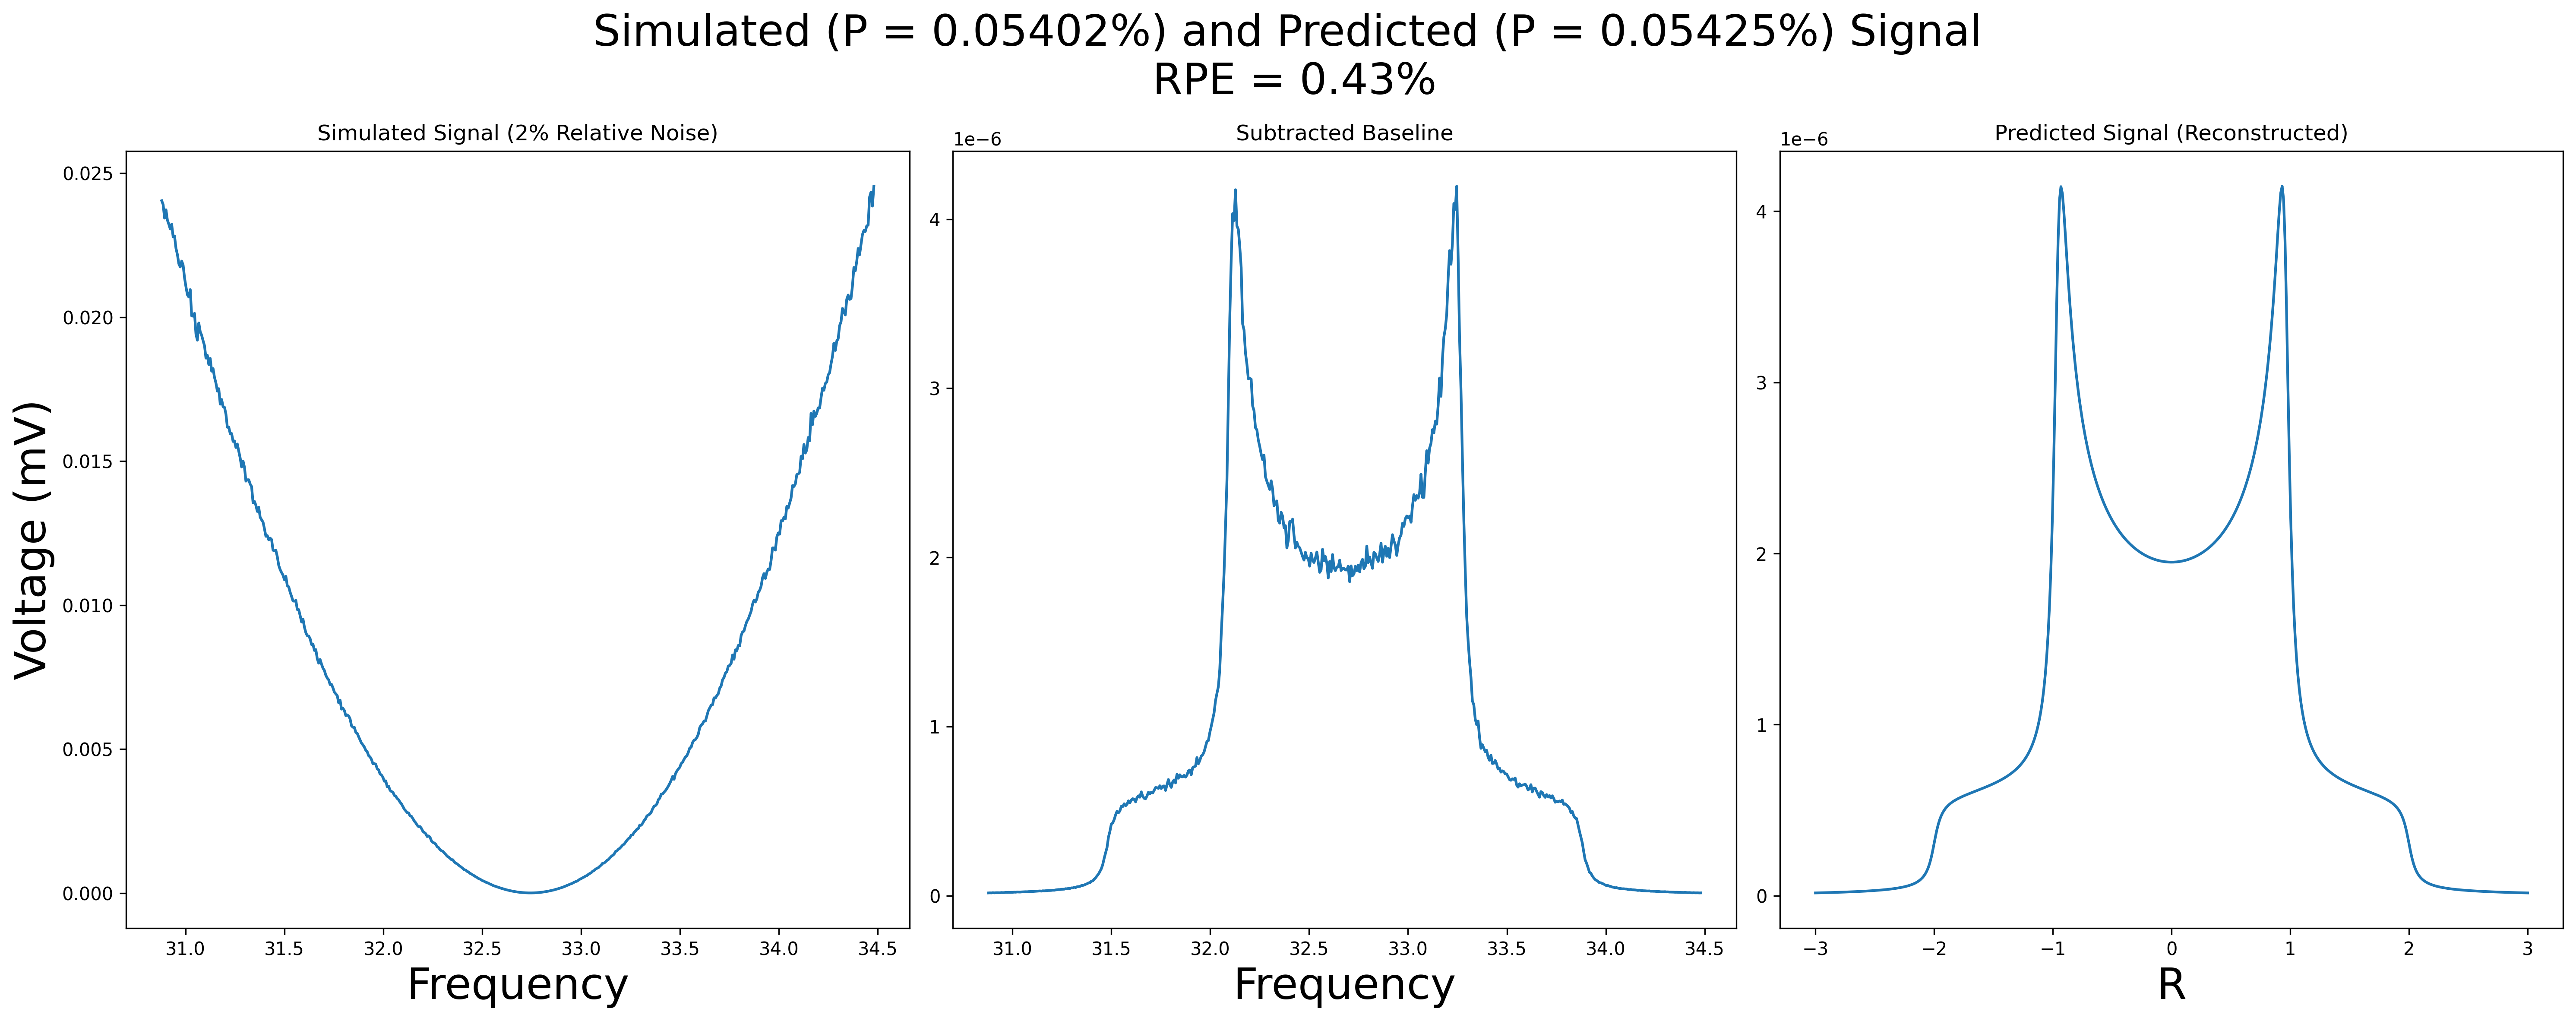 Simulated (P = 0.05402%) and Predicted (P = 0.05425%) Signal
RPE = 0.43%
Simulated Signal (2% Relative Noise)
Voltage (mV)
0.025
0.020
0.015
0.010
0.005
0.000
31.0 31.5 32.0 32.5 33.0 33.5 34.0 34.5
Frequency
Subtracted Baseline
1e−6
4
3
2
1
0
31.0 31.5 32.0 32.5 33.0 33.5 34.0 34.5
Frequency
Predicted Signal (Reconstructed)
1e−6
4
3
2
1
0
−3 −2 −1 0 1 2 3
R